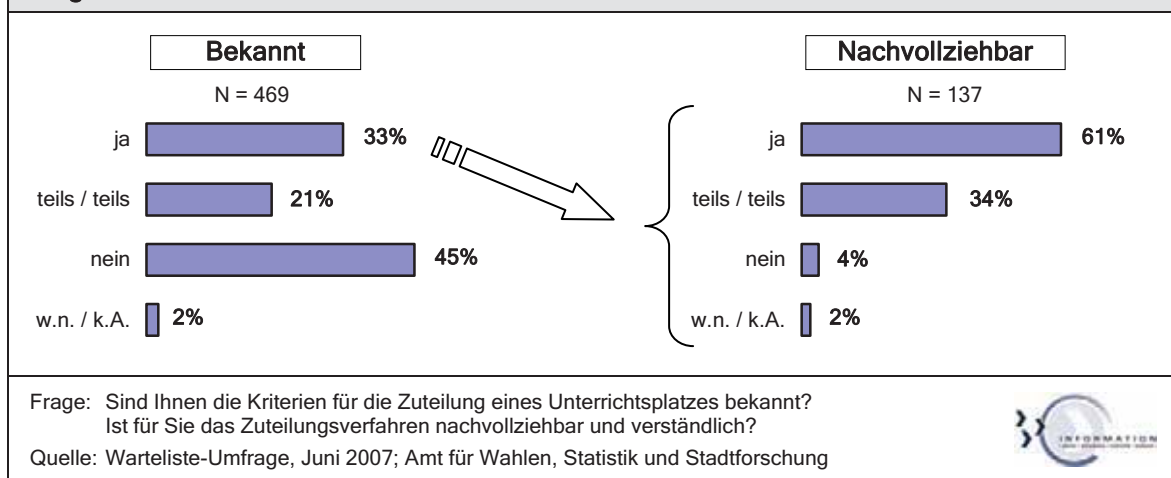 Bekannt
N = 469
ja 33%
teils / teils 21%
nein 45%
w.n. / k.A. 2%
Nachvollziehbar
N = 137
ja 61%
teils / teils 34%
nein 4%
w.n. / k.A. 2%
Frage: Sind Ihnen die Kriterien für die Zuteilung eines Unterrichtsplatzes bekannt?
Ist für Sie das Zuteilungsverfahren nachvollziehbar und verständlich?
Quelle: Warteliste-Umfrage, Juni 2007; Amt für Wahlen, Statistik und Stadtforschung
INFORMATION